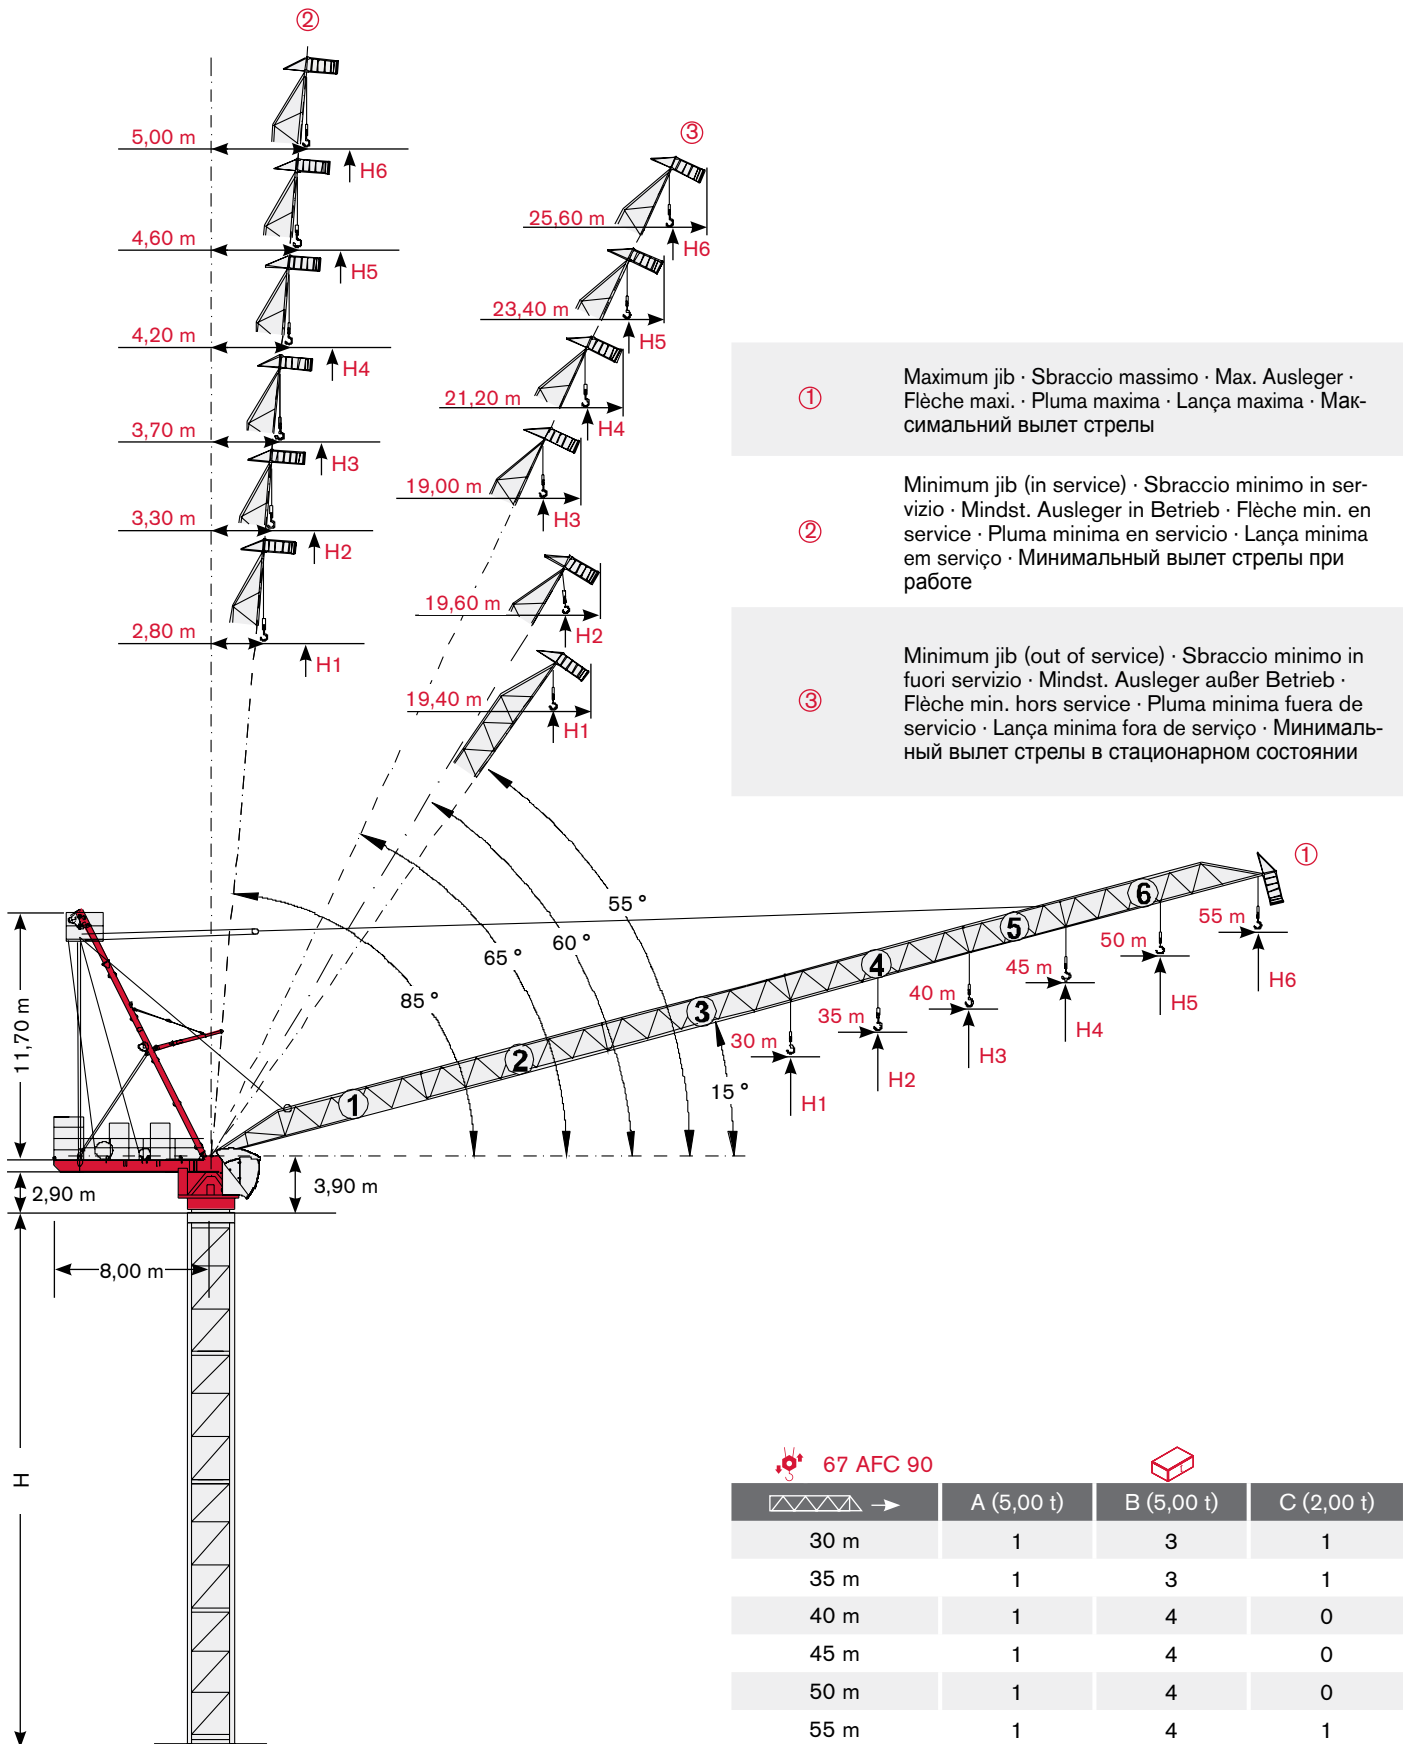 ②
5,00 m
H6
4,60 m
H5
4,20 m
H4
3,70 m
H3
3,30 m
H2
2,80 m
H1
③
25,60 m
H6
23,40 m
H5
21,20 m
H4
19,00 m
H3
19,60 m
H2
19,40 m
H1
① Maximum jib · Sbraccio massimo · Max. Ausleger ·
Flèche maxi. · Pluma maxima · Lança maxima · Мак-
симальний вылет стрелы
② Minimum jib (in service) · Sbraccio minimo in ser-
vizio · Mindst. Ausleger in Betrieb · Flèche min. en
service · Pluma minima en servicio · Lança minima
em serviço · Минимальный вылет стрелы при
работе
③ Minimum jib (out of service) · Sbraccio minimo in
fuori servizio · Mindst. Ausleger außer Betrieb ·
Flèche min. hors service · Pluma minima fuera de
servicio · Lança minima fora de serviço · Минималь-
ный вылет стрелы в стационарном состоянии
①
55 °
60 °
65 °
85 °
15 °
1
2
3
4
5
6
30 m
H1
35 m
H2
40 m
H3
45 m
H4
50 m
H5
55 m
H6
11,70 m
2,90 m
3,90 m
8,00 m
H
67 AFC 90
A (5,00 t) B (5,00 t) C (2,00 t)
30 m 1 3 1
35 m 1 3 1
40 m 1 4 0
45 m 1 4 0
50 m 1 4 0
55 m 1 4 1